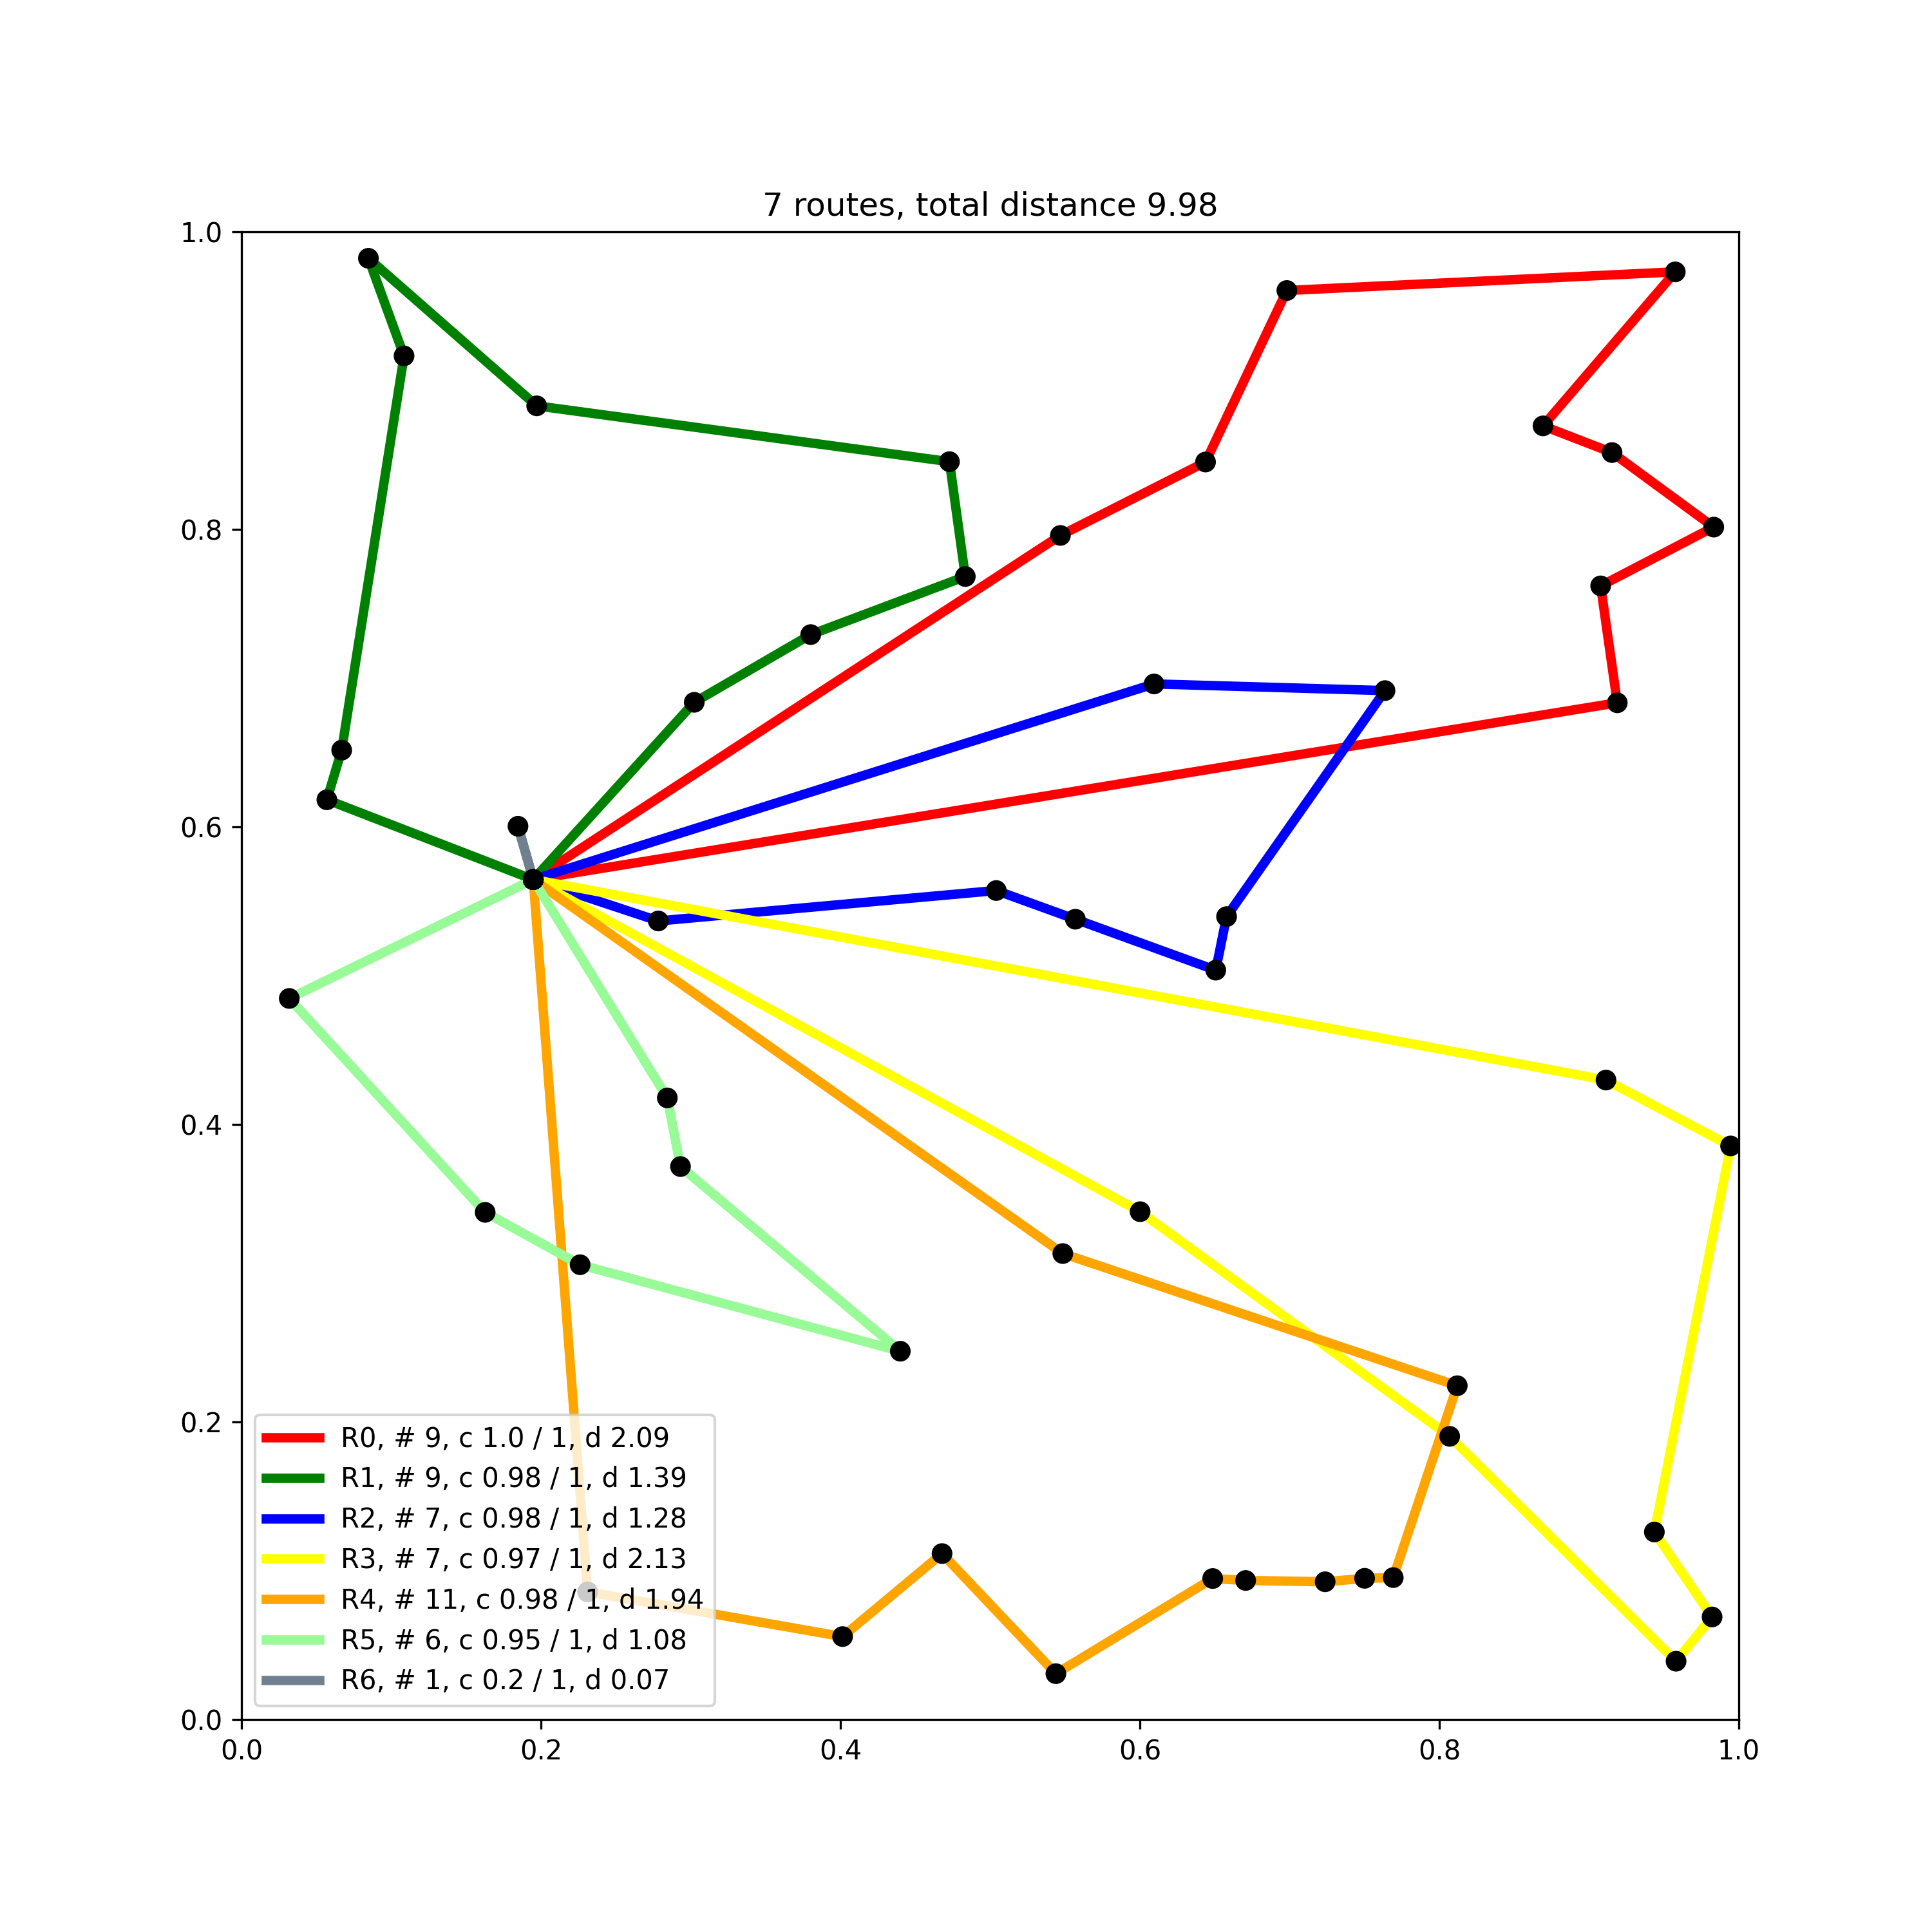 7 routes, total distance 9.98
1.0
0.8
0.6
0.4
0.2
0.0
R0, # 9, c 1.0 / 1, d 2.09
R1, # 9, c 0.98 / 1, d 1.39
R2, # 7, c 0.98 / 1, d 1.28
R3, # 7, c 0.97 / 1, d 2.13
R4, # 11, c 0.98 / 1, d 1.94
R5, # 6, c 0.95 / 1, d 1.08
R6, # 1, c 0.2 / 1, d 0.07
0.0 0.2 0.4 0.6 0.8 1.0